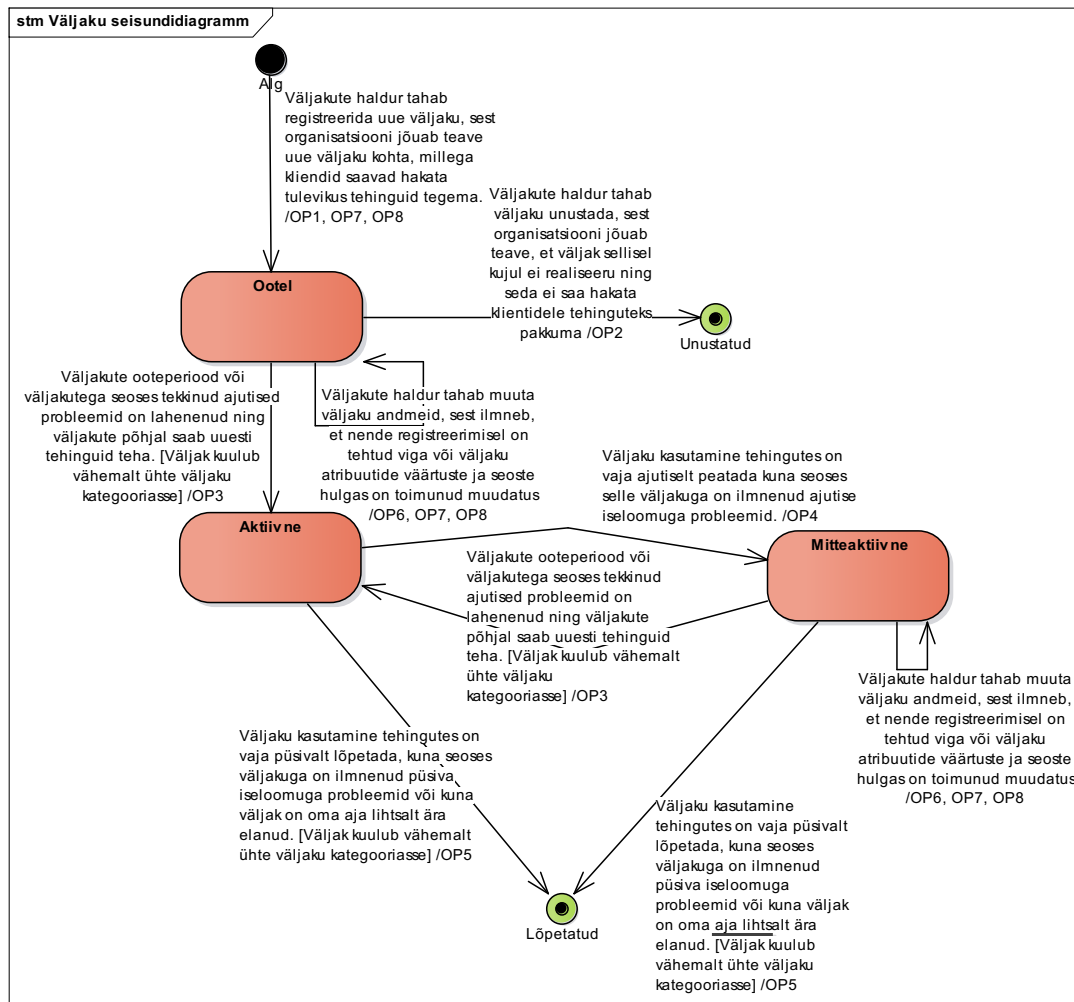 stm Väljaku seisundidiagramm
Alg
Väljakute haldur tahab
registreerida uue väljaku, sest
organisatsiooni jõuab teave
uue väljaku kohta, millega
kliendid saavad hakata
tulevikus tehinguid tegema.
/OP1, OP7, OP8
Väljakute haldur tahab
väljaku unustada, sest
organisatsiooni jõuab
teave, et väljak sellisel
kujul ei realiseeru ning
seda ei saa hakata
klientidele tehinguteks
pakkuma /OP2
Ootel
Unustatud
Väljakute ooteperiood või
väljakutega seoses tekkinud ajutised
probleemid on lahenenud ning
väljakute põhjal saab uuesti
tehinguid teha. [Väljak kuulub
vähemalt ühte väljaku
kategooriasse] /OP3
Väljakute haldur tahab muuta
väljaku andmeid, sest ilmneb,
et nende registreerimisel on
tehtud viga või väljaku
atribuutide väärtuste ja seoste
hulgas on toimunud muudatus
/OP6, OP7, OP8
Väljaku kasutamine tehingutes on
vaja ajutiselt peatada kuna seoses
selle väljakuga on ilmnenud ajutise
iseloomuga probleemid. /OP4
Aktiivne
Mitteaktiivne
Väljakute ooteperiood või
väljakutega seoses tekkinud
ajutised probleemid on
lahenenud ning väljakute
põhjal saab uuesti tehinguid
teha. [Väljak kuulub vähemalt
ühte väljaku
kategooriasse] /OP3
Väljakute haldur tahab muuta
väljaku andmeid, sest ilmneb,
et nende registreerimisel on
tehtud viga või väljaku
atribuutide väärtuste ja seoste
hulgas on toimunud muudatus
/OP6, OP7, OP8
Väljaku kasutamine tehingutes on
vaja püsivalt lõpetada, kuna seoses
väljakuga on ilmnenud püsiva
iseloomuga probleemid või kuna
väljak on oma aja lihtsalt ära
elanud. [Väljak kuulub vähemalt
ühte väljaku kategooriasse] /OP5
Väljaku kasutamine
tehingutes on vaja püsivalt
lõpetada, kuna seoses
väljakuga on ilmnenud
püsiva iseloomuga
probleemid või kuna väljak
on oma aja lihtsalt ära
elanud. [Väljak kuulub
vähemalt ühte väljaku
kategooriasse] /OP5
Lõpetatud